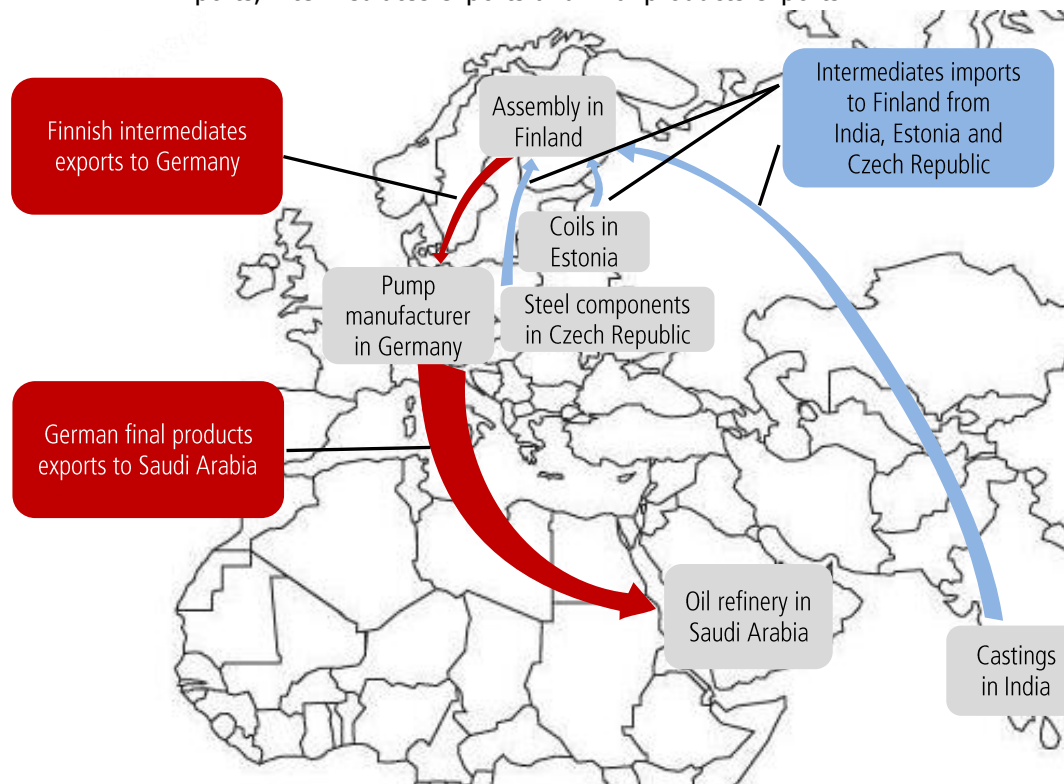 Assembly in
Finland
Intermediates imports
to Finland from
India, Estonia and
Czech Republic
Finnish intermediates
exports to Germany
Coils in
Estonia
Pump
manufacturer
in Germany
Steel components
in Czech Republic
German final products
exports to Saudi Arabia
Oil refinery in
Saudi Arabia
Castings
in India